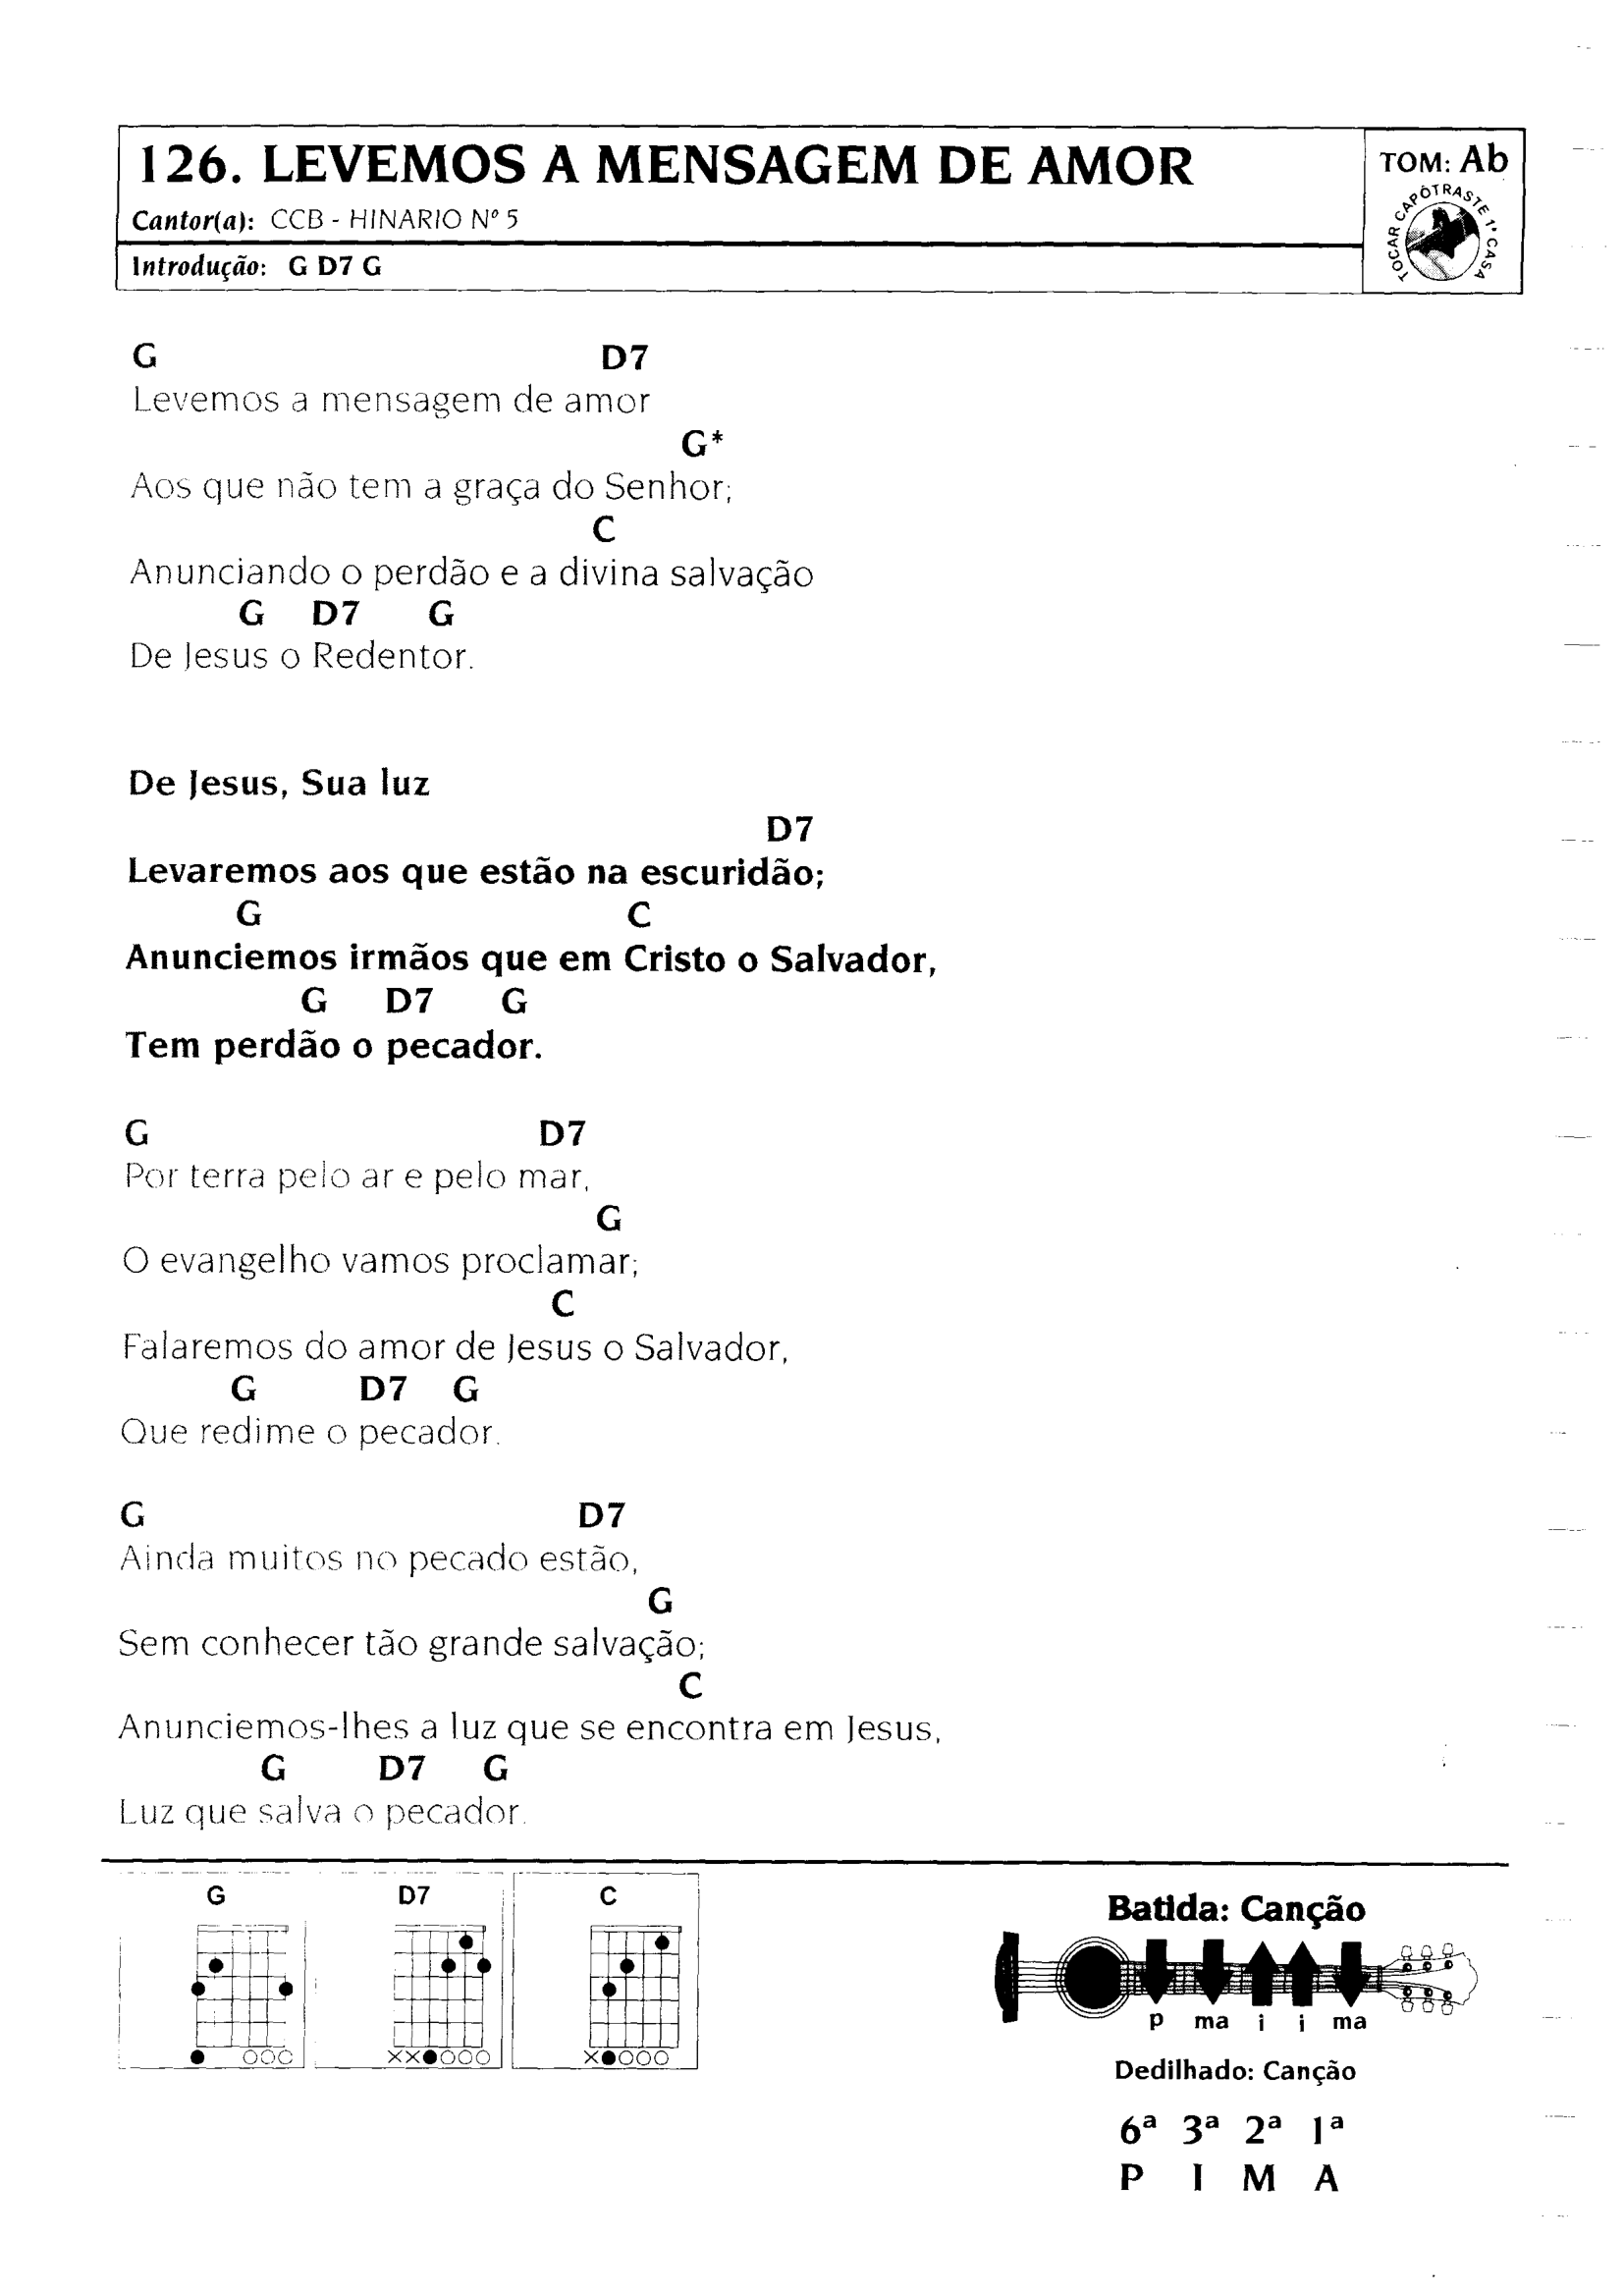 126. LEVEMOS A MENSAGEM DE AMOR
Cantor(a): CCB - HINARIO Nº 5
Introdução: G D7 G
TOM: Ab
TOCAR CAPOTRASTE 1ª CASA
G D7
Levemos a mensagem de amor
G*
Aos que não tem a graça do Senhor;
C
Anunciando o perdão e a divina salvação
G D7 G
De Jesus o Redentor.
De Jesus, Sua luz
D7
Levaremos aos que estão na escuridão;
G C
Anunciemos irmãos que em Cristo o Salvador,
G D7 G
Tem perdão o pecador.
G D7
Por terra pelo ar e pelo mar,
G
O evangelho vamos proclamar;
C
Falaremos do amor de Jesus o Salvador,
G D7 G
Que redime o pecador.
G D7
Ainda muitos no pecado estão,
G
Sem conhecer tão grande salvação;
C
Anunciemos-lhes a luz que se encontra em Jesus,
G D7 G
Luz que salva o pecador.
G D7 C
Batida: Canção
p ma i i ma
Dedilhado: Canção
6ª 3ª 2ª 1ª
P I M A